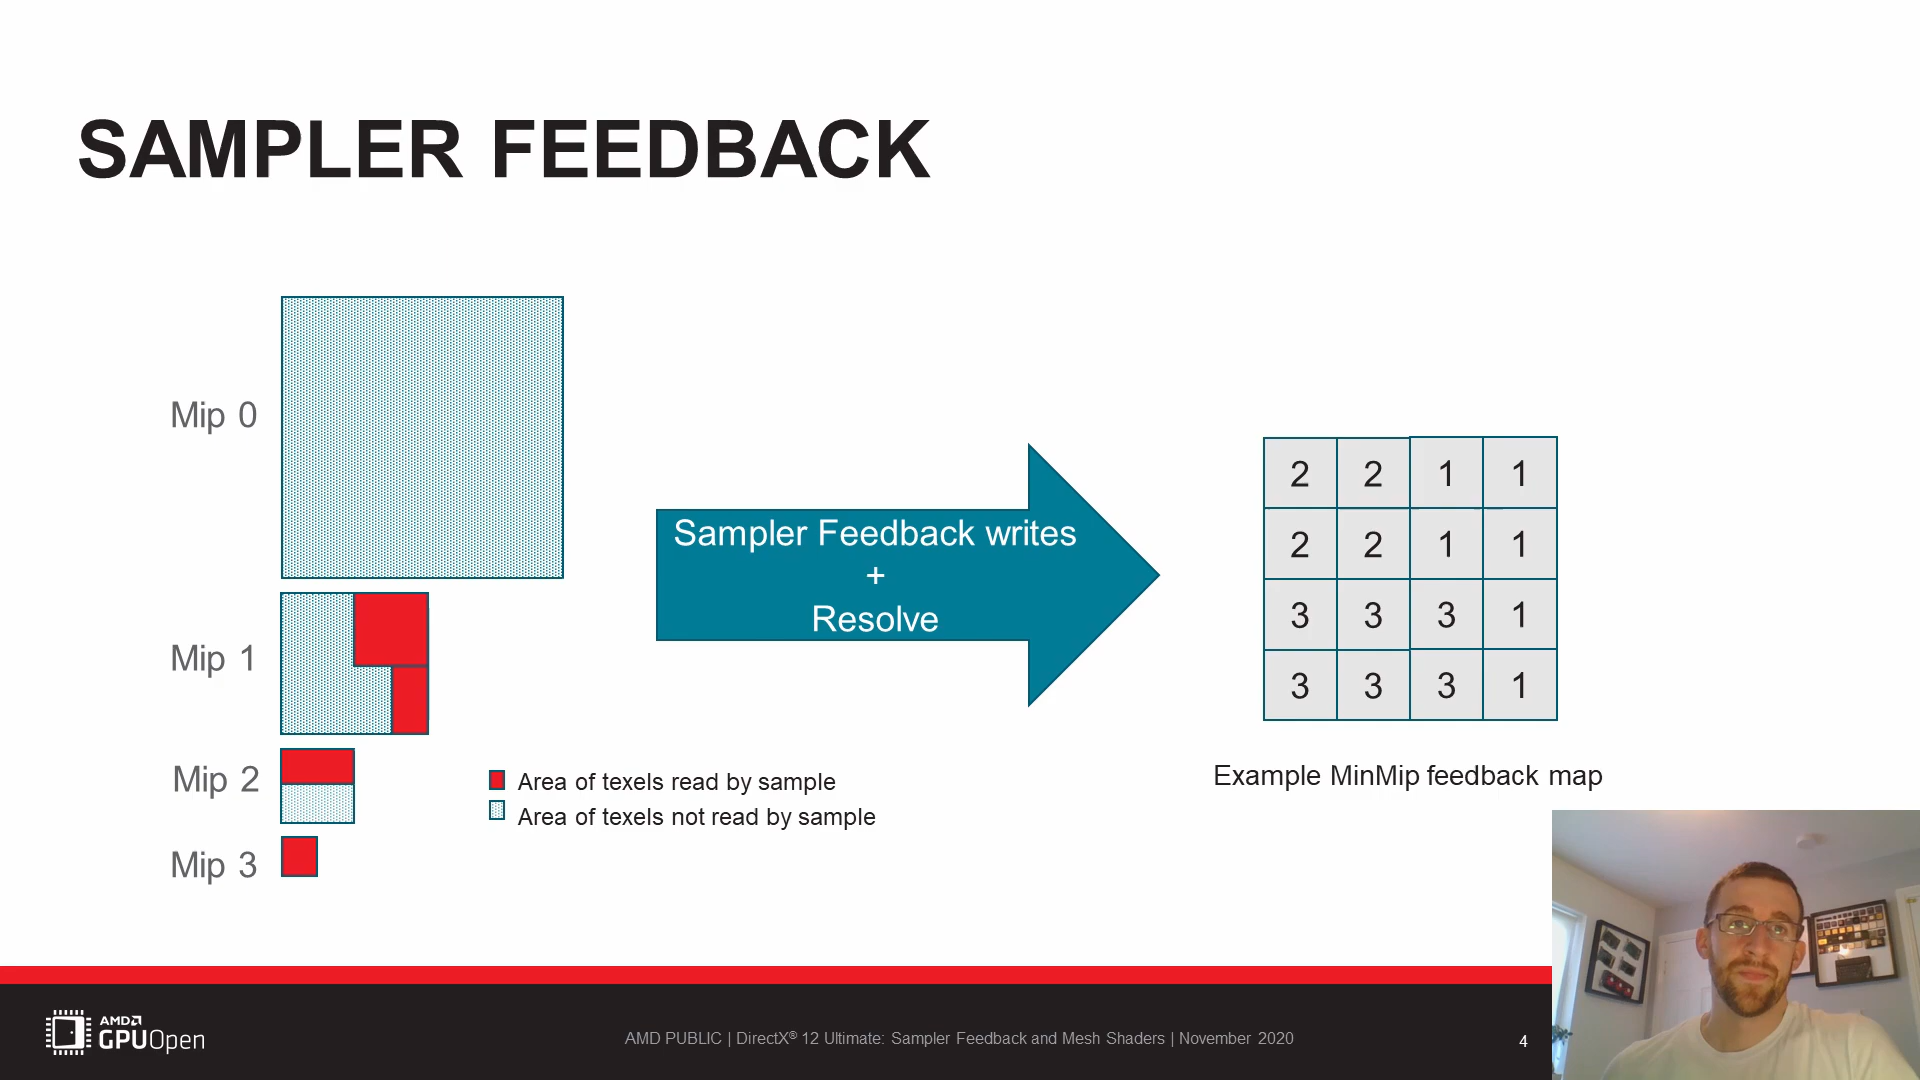 SAMPLER FEEDBACK
Mip 0
Mip 1
Mip 2
Mip 3
Area of texels read by sample
Area of texels not read by sample
Sampler Feedback writes
+
Resolve
2 2 1 1
2 2 1 1
3 3 3 1
3 3 3 1
Example MinMip feedback map
AMD
GPUOpen
AMD PUBLIC | DirectX® 12 Ultimate: Sampler Feedback and Mesh Shaders | November 2020
4